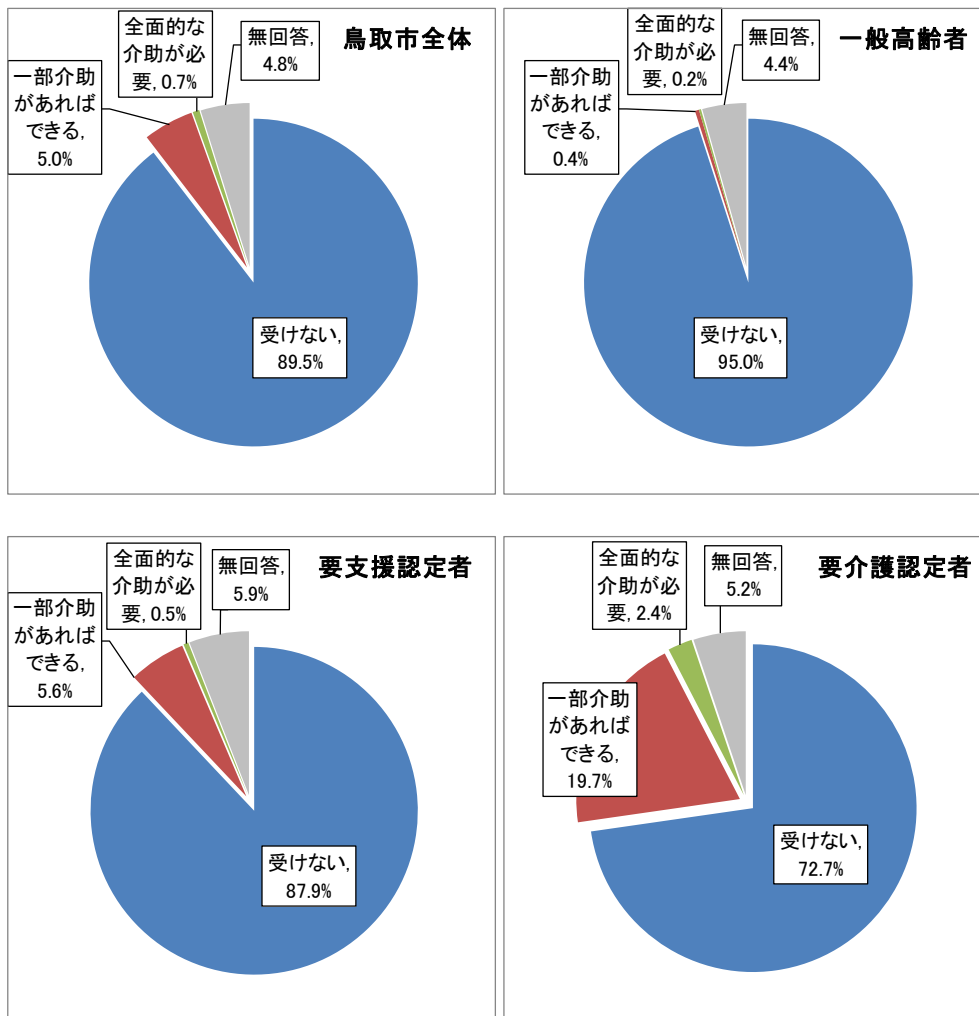 鳥取市全体
全面的な
介助が必
要, 0.7%
無回答,
4.8%
一部介助
があれば
できる,
5.0%
受けない,
89.5%
一般高齢者
全面的な
介助が必
要, 0.2%
無回答,
4.4%
一部介助
があれば
できる,
0.4%
受けない,
95.0%
要支援認定者
全面的な
介助が必
要, 0.5%
無回答,
5.9%
一部介助
があれば
できる,
5.6%
受けない,
87.9%
要介護認定者
全面的な
介助が必
要, 2.4%
無回答,
5.2%
一部介助
があれば
できる,
19.7%
受けない,
72.7%